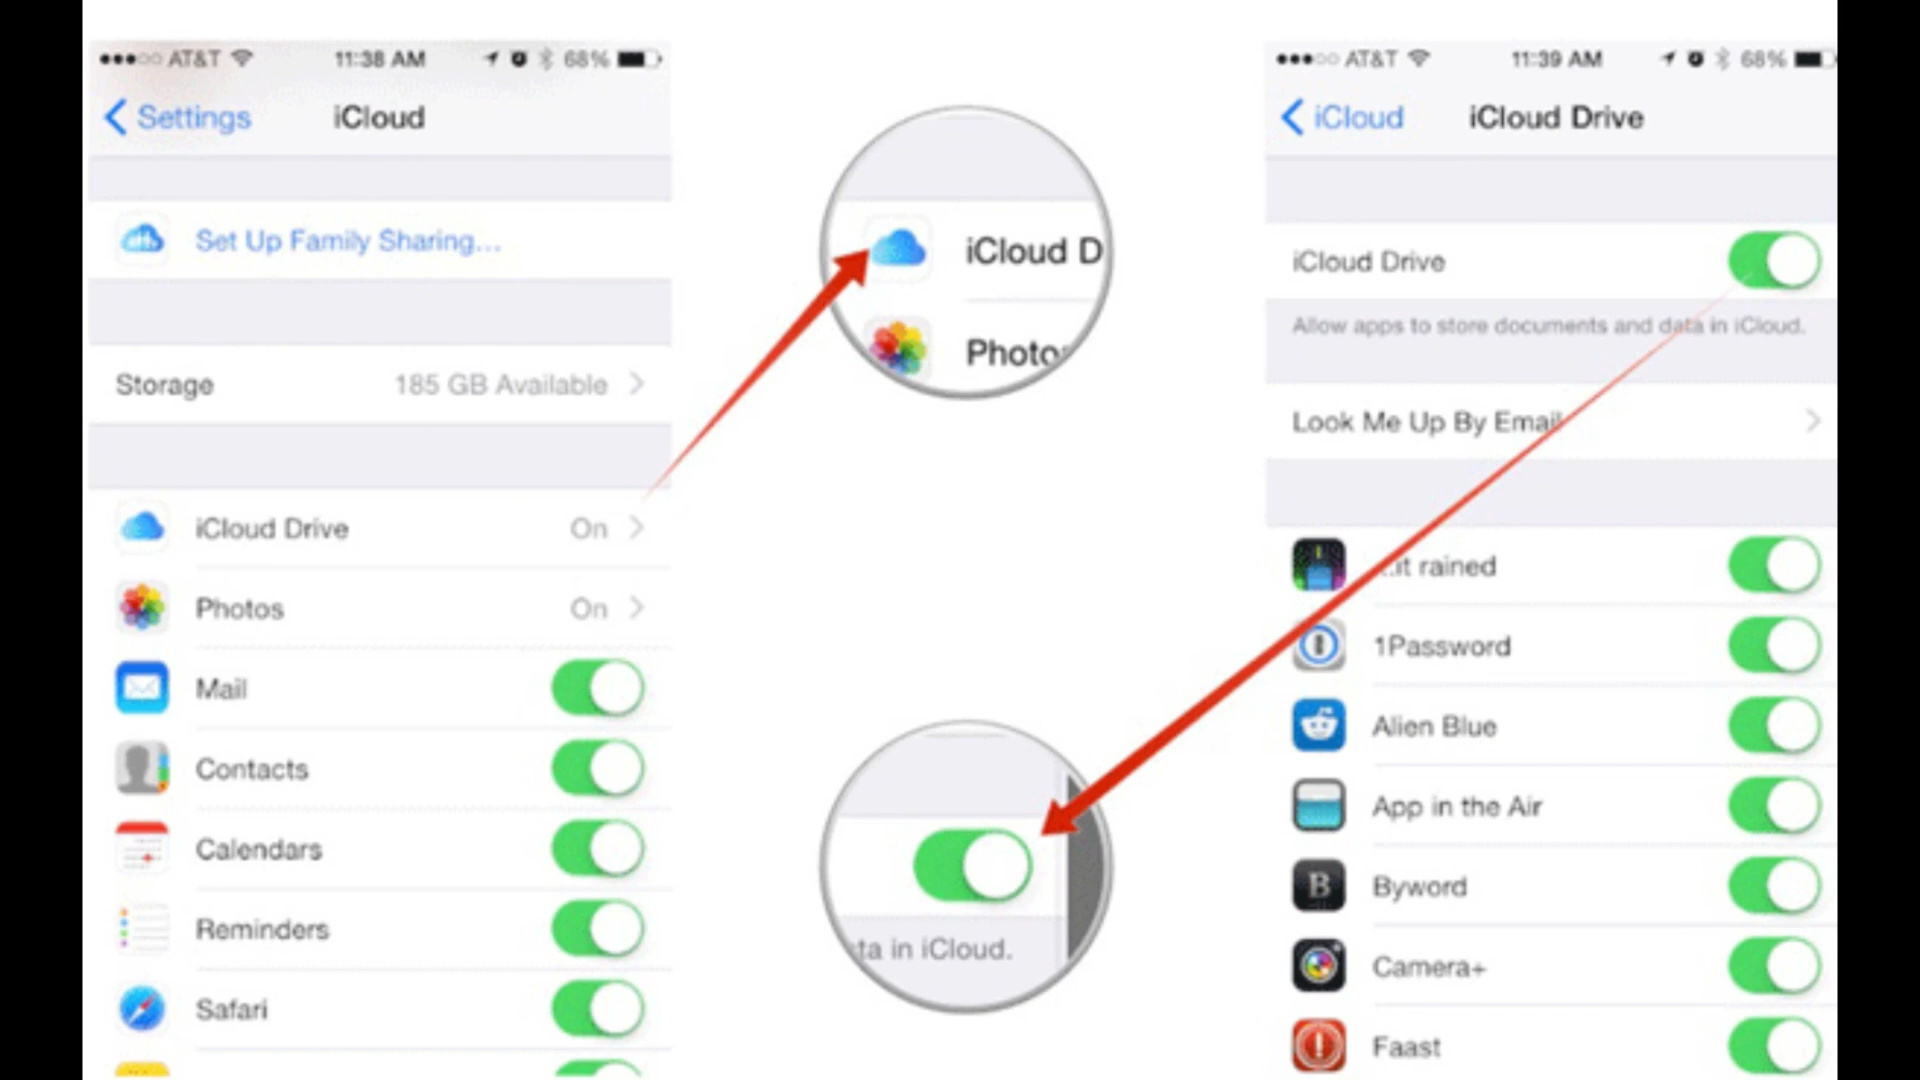 AT&T 11:38 AM 68%
Settings iCloud
Set Up Family Sharing...
Storage 185 GB Available
iCloud Drive On
Photos On
Mail
Contacts
Calendars
Reminders
Safari
iCloud D
Photo
ta in iCloud.
AT&T 11:39 AM 68%
iCloud iCloud Drive
iCloud Drive
Allow apps to store documents and data in iCloud.
Look Me Up By Email
...it rained
1Password
Alien Blue
App in the Air
B Byword
Camera+
Faast